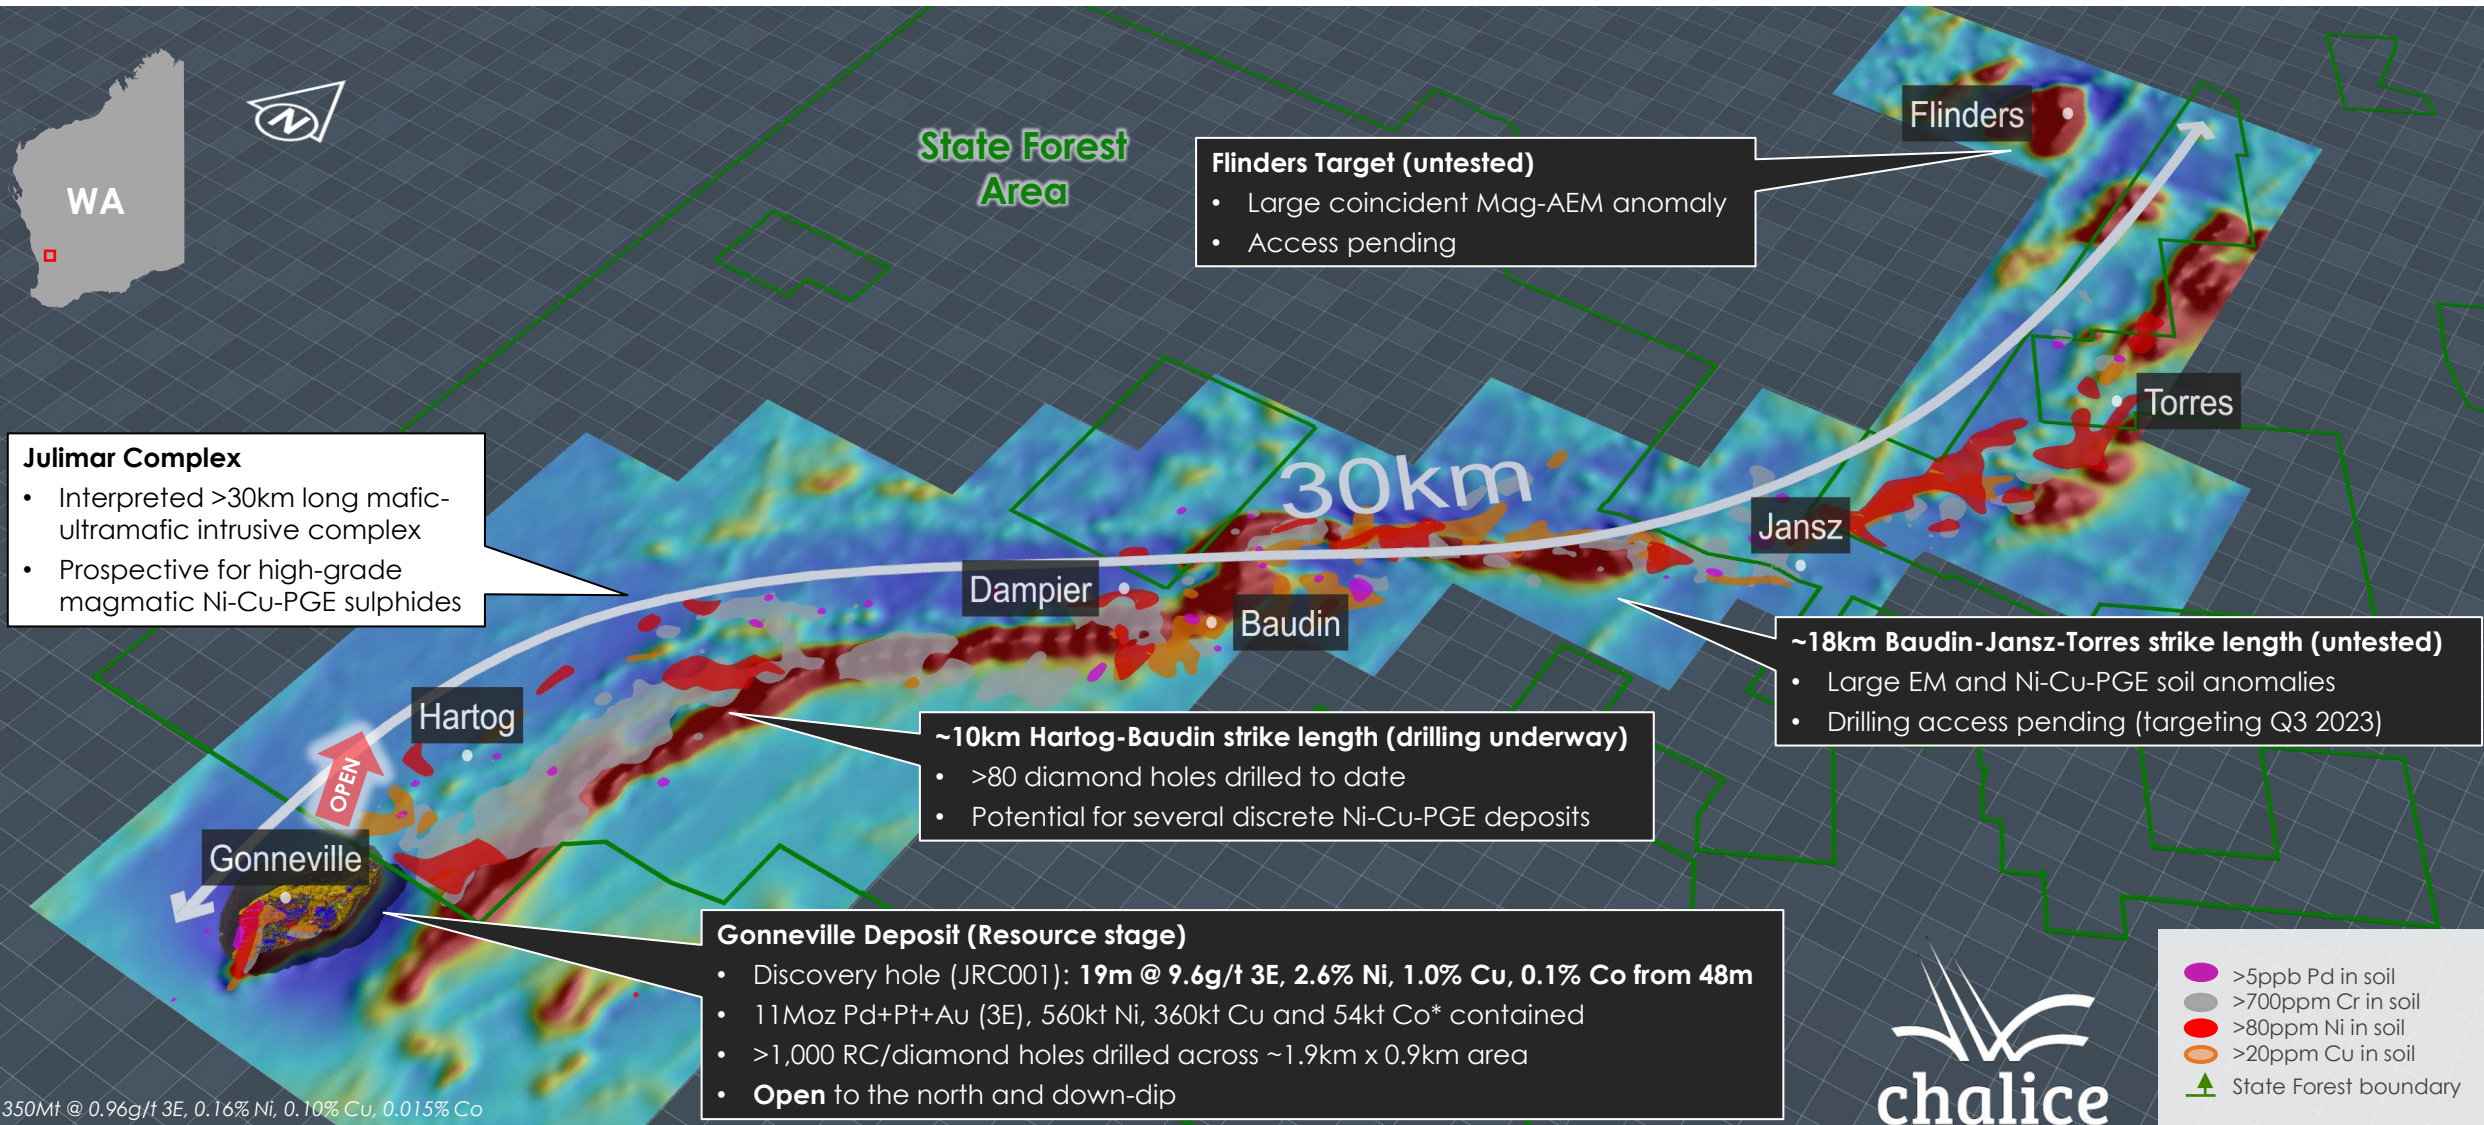 WA
N
State Forest
Area
Flinders
Flinders Target (untested)
• Large coincident Mag-AEM anomaly
• Access pending
Torres
30km
Jansz
Julimar Complex
• Interpreted >30km long mafic-
ultramafic intrusive complex
• Prospective for high-grade
magmatic Ni-Cu-PGE sulphides
Dampier
Baudin
~18km Baudin-Jansz-Torres strike length (untested)
• Large EM and Ni-Cu-PGE soil anomalies
• Drilling access pending (targeting Q3 2023)
Hartog
~10km Hartog-Baudin strike length (drilling underway)
• >80 diamond holes drilled to date
• Potential for several discrete Ni-Cu-PGE deposits
OPEN
Gonneville
Gonneville Deposit (Resource stage)
• Discovery hole (JRC001): 19m @ 9.6g/t 3E, 2.6% Ni, 1.0% Cu, 0.1% Co from 48m
• 11Moz Pd+Pt+Au (3E), 560kt Ni, 360kt Cu and 54kt Co* contained
• >1,000 RC/diamond holes drilled across ~1.9km x 0.9km area
• Open to the north and down-dip
350Mt @ 0.96g/t 3E, 0.16% Ni, 0.10% Cu, 0.015% Co
chalice
>5ppb Pd in soil
>700ppm Cr in soil
>80ppm Ni in soil
>20ppm Cu in soil
State Forest boundary